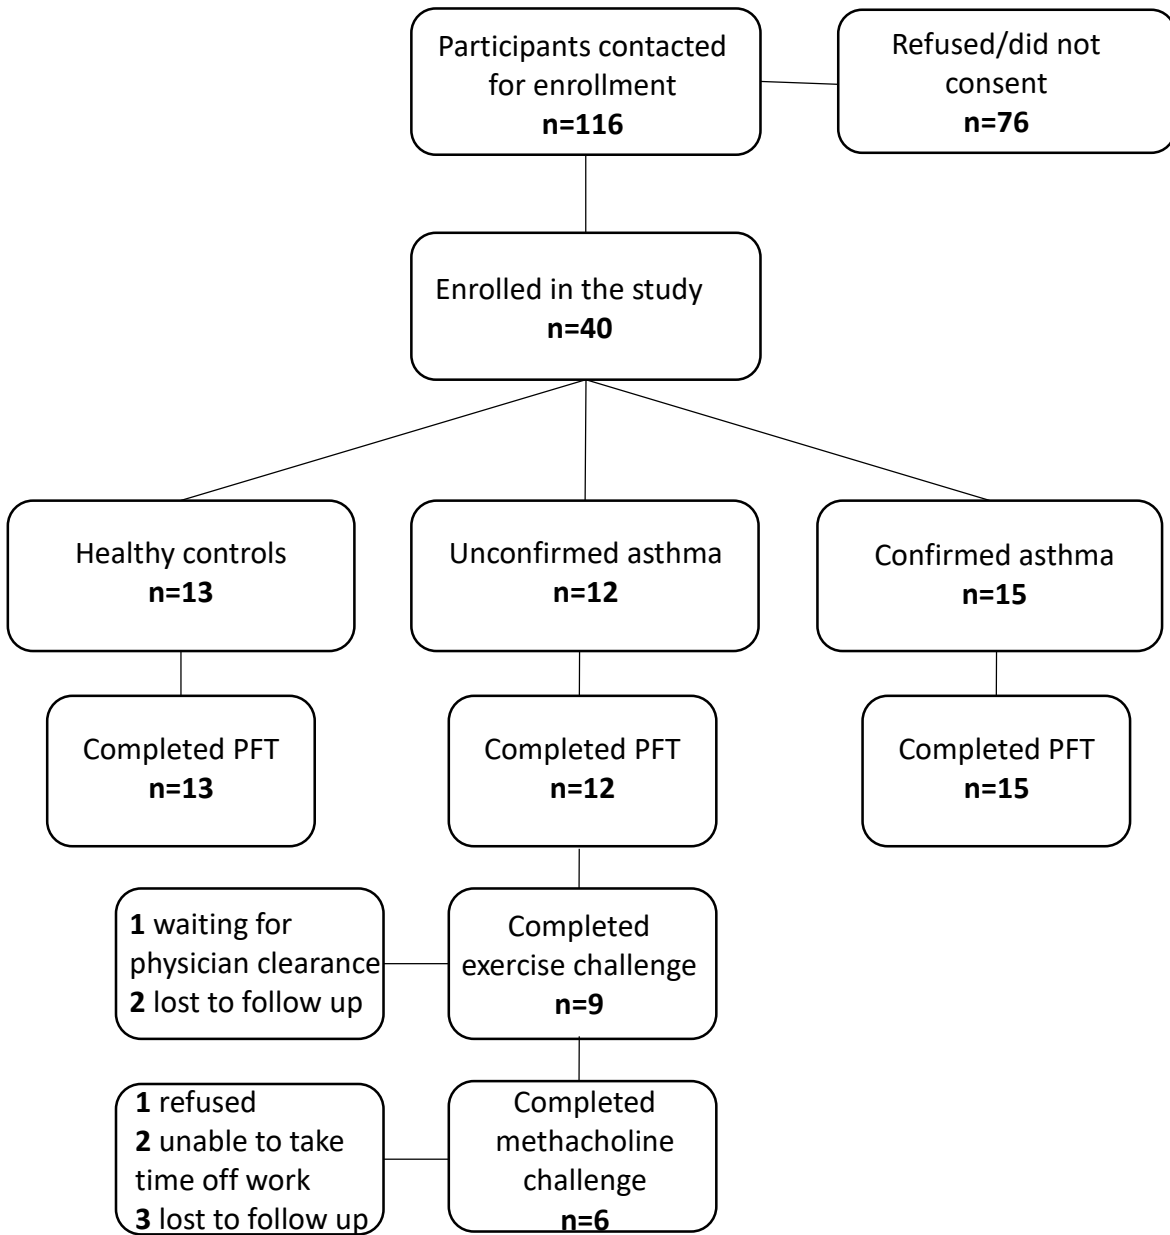 Participants contacted
for enrollment
n=116
Refused/did not
consent
n=76
Enrolled in the study
n=40
Healthy controls
n=13
Unconfirmed asthma
n=12
Confirmed asthma
n=15
Completed PFT
n=13
Completed PFT
n=12
Completed PFT
n=15
1 waiting for
physician clearance
2 lost to follow up
Completed
exercise challenge
n=9
1 refused
2 unable to take
time off work
3 lost to follow up
Completed
methacholine
challenge
n=6